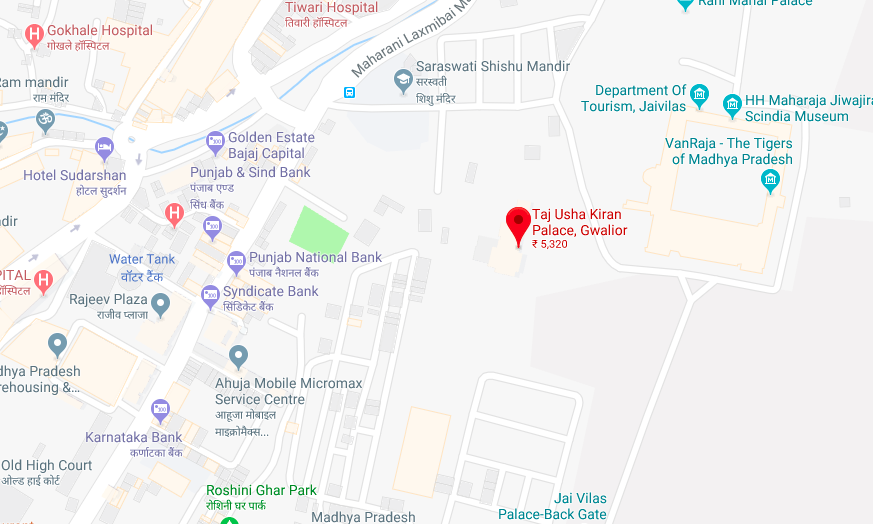 Tiwari Hospital
तिवारी हॉस्पिटल
Rani Mahal Palace
Gokhale Hospital
गोखले हॉस्पिटल
Maharani Laxmibai
Saraswati Shishu Mandir
सरस्वती
शिशु मंदिर
Ram mandir
राम मंदिर
Department Of
Tourism, Jaivilas
HH Maharaja Jiwajira
Scindia Museum
Golden Estate
Bajaj Capital
VanRaja - The Tigers
of Madhya Pradesh
Hotel Sudarshan
होटल सुदर्शन
Punjab & Sind Bank
पंजाब एण्ड
सिंध बैंक
Taj Usha Kiran
Palace, Gwalior
₹ 5,320
Water Tank
वॉटर टैंक
Punjab National Bank
पंजाब नैशनल बैंक
PITAL
हॉस्पिटल
Rajeev Plaza
राजीव प्लाजा
Syndicate Bank
सिंडिकेट बैंक
dhya Pradesh
rehousing &...
Ahuja Mobile Micromax
Service Centre
आहूजा मोबाइल
माइक्रोमैक्स...
Karnataka Bank
कर्णाटका बैंक
Old High Court
ओल्ड हाई कोर्ट
Roshini Ghar Park
रोशिनी घर पार्क
Jai Vilas
Palace-Back Gate
Madhya Pradesh